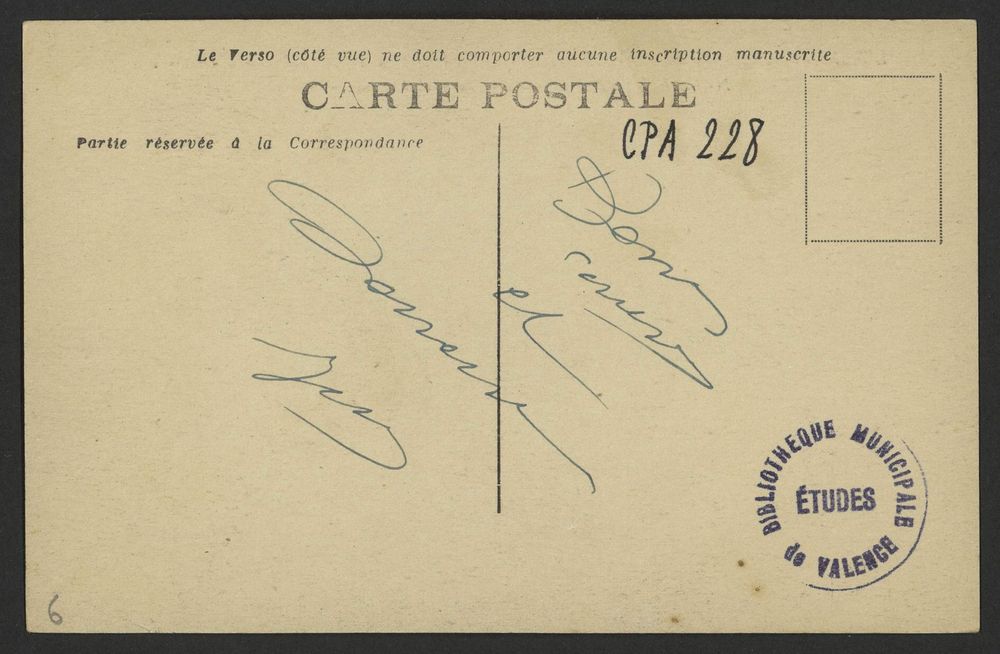 Le Verso (côté vue) ne doit comporter aucune inscription manuscrite
CARTE POSTALE
Partie réservée à la Correspondance
CPA 228
et
BIBLIOTHEQUE MUNICIPALE
ÉTUDES
de VALENCE
6